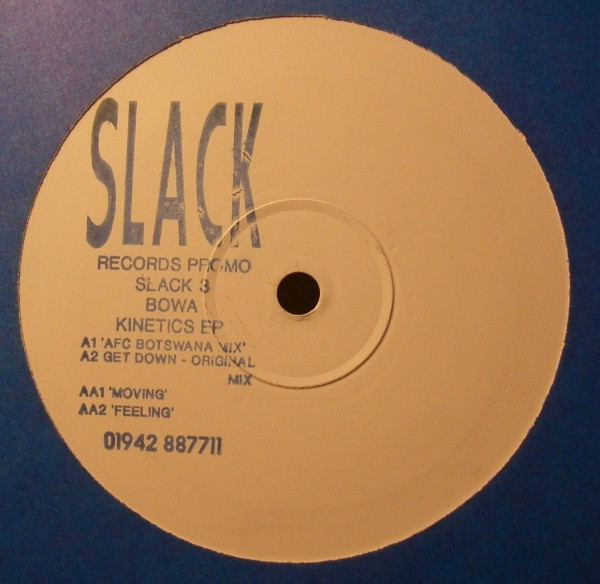 SLACK
RECORDS PROMO
SLACK 3
BOWA
KINETICS EP
A1 'AFC BOTSWANA MIX'
A2 GET DOWN - ORIGINAL
MIX
AA1 'MOVING'
AA2 'FEELING'
01942 887711